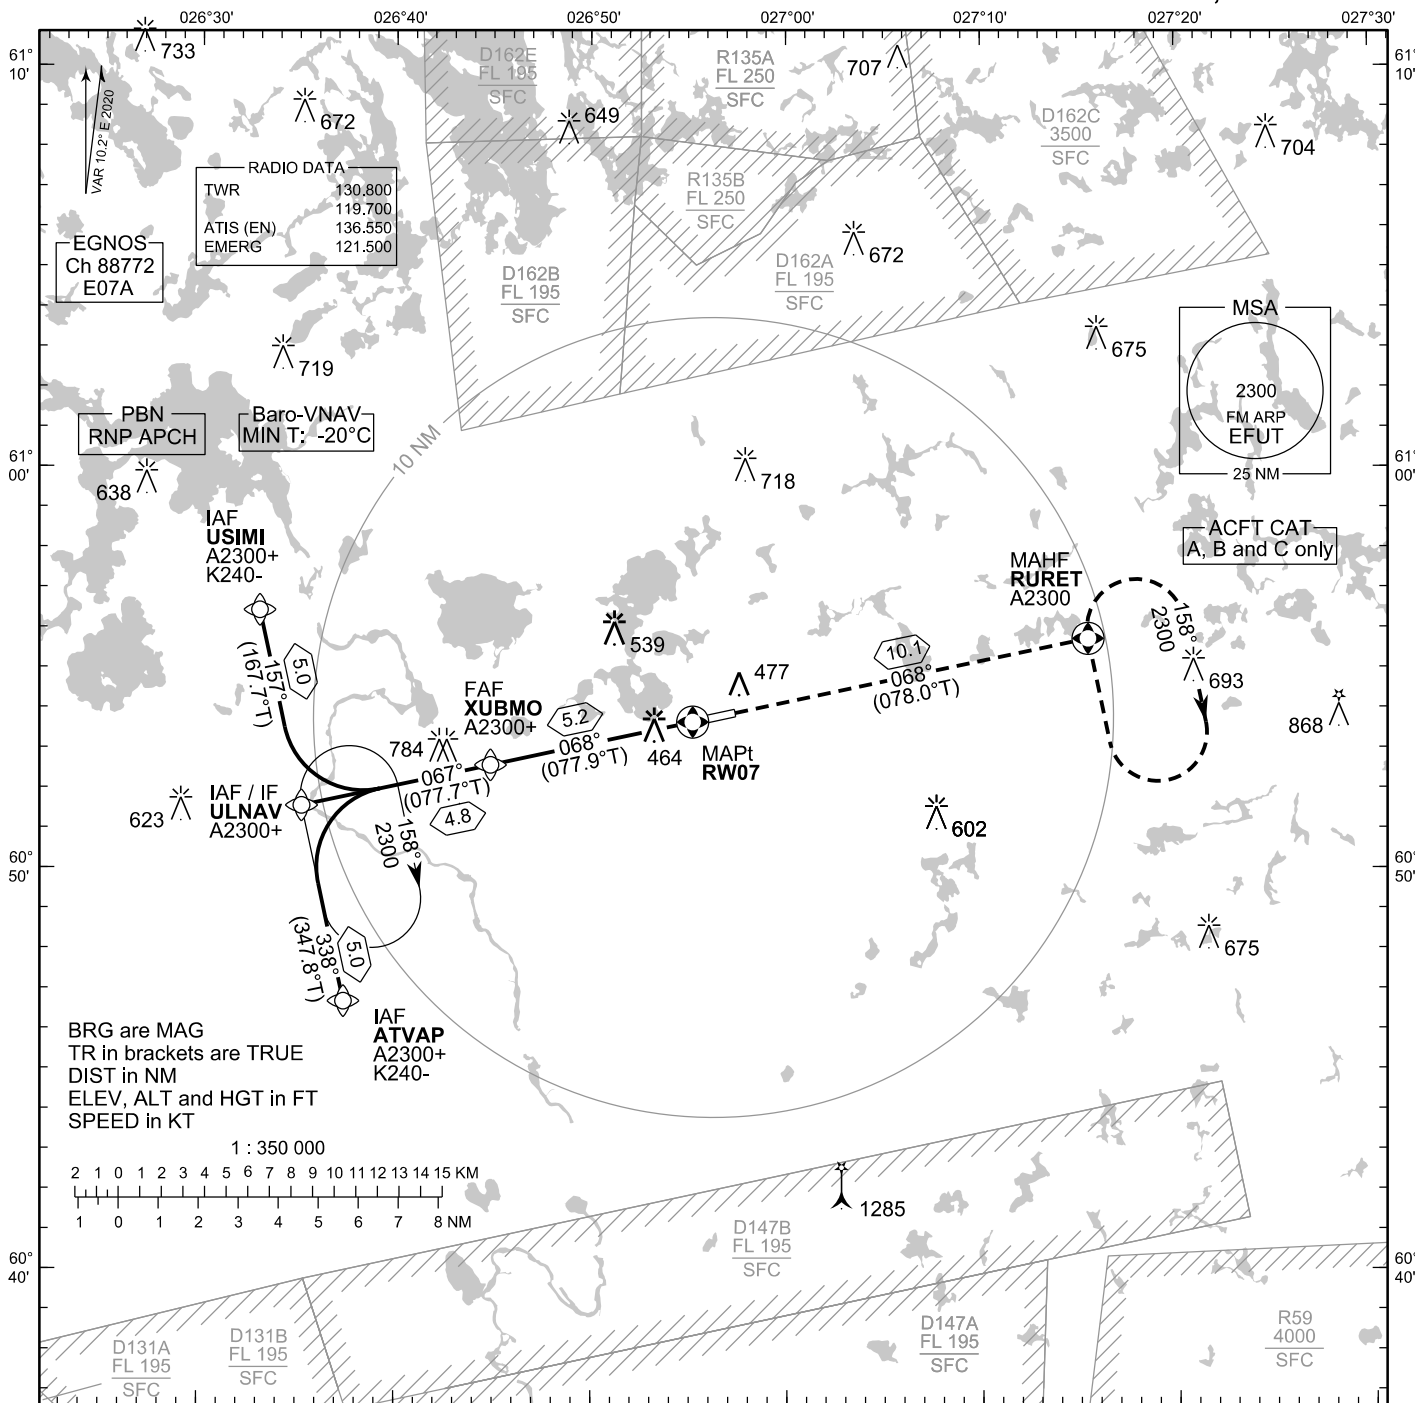 026°30'
026°40'
026°50'
027°00'
027°10'
027°20'
027°30'
61°
10'
61°
10'
733
VAR 10.2° E 2020
672
RADIO DATA
TWR 130.800
119.700
ATIS (EN) 136.550
EMERG 121.500
EGNOS
Ch 88772
E07A
D162E
FL 195
SFC
649
R135A
FL 250
SFC
707
D162C
3500
SFC
704
R135B
FL 250
SFC
D162B
FL 195
SFC
D162A
FL 195
SFC
672
719
675
MSA
2300
FM ARP
EFUT
25 NM
PBN
RNP APCH
Baro-VNAV
MIN T: -20°C
10 NM
61°
00'
61°
00'
638
718
ACFT CAT
A, B and C only
IAF
USIMI
A2300+
K240-
157°
(167.7°T)
5.0
539
MAHF
RURET
A2300
158°
2300
693
868
477
10.1
068°
(078.0°T)
FAF
XUBMO
A2300+
5.2
068°
(077.9°T)
464
MAPt
RW07
784
067°
(077.7°T)
4.8
IAF / IF
ULNAV
A2300+
623
158°
2300
602
60°
50'
60°
50'
338°
(347.8°T)
5.0
675
IAF
ATVAP
A2300+
K240-
BRG are MAG
TR in brackets are TRUE
DIST in NM
ELEV, ALT and HGT in FT
SPEED in KT
1 : 350 000
2 1 0 1 2 3 4 5 6 7 8 9 10 11 12 13 14 15 KM
1 0 1 2 3 4 5 6 7 8 NM
1285
D147B
FL 195
SFC
60°
40'
60°
40'
D131A
FL 195
SFC
D131B
FL 195
SFC
D147A
FL 195
SFC
R59
4000
SFC